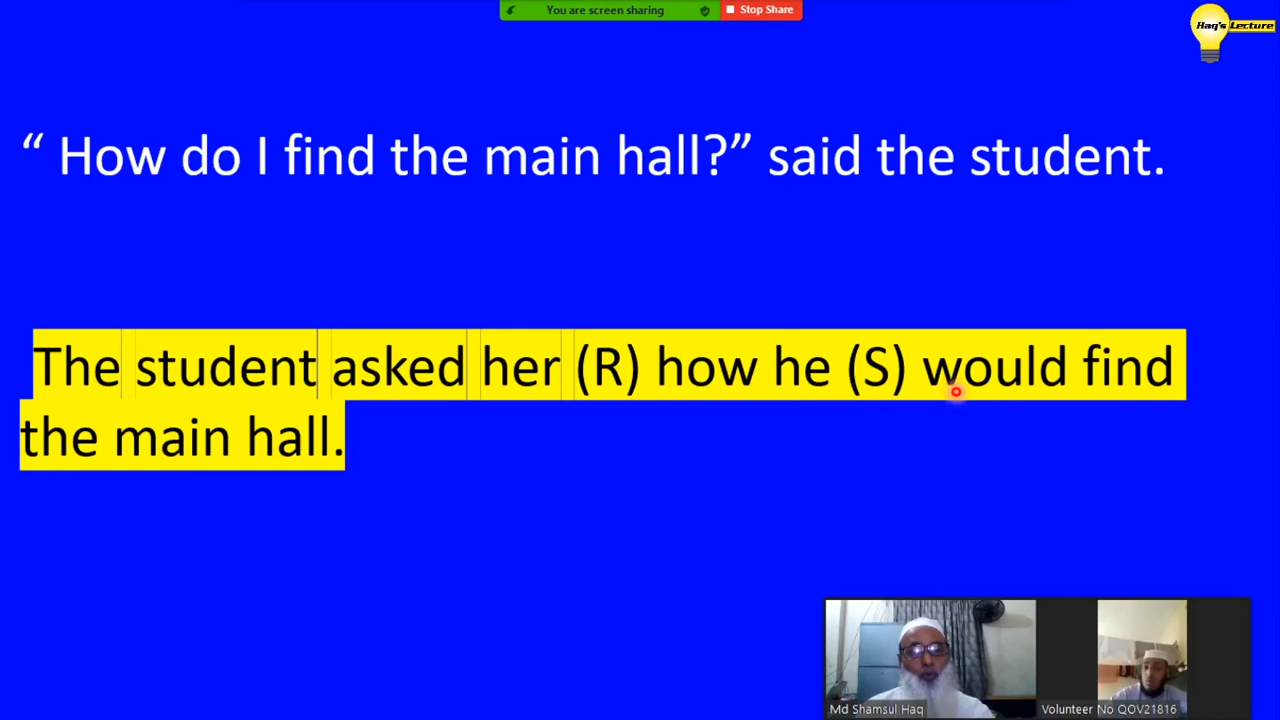 You are screen sharing
Stop Share
Haq's Lecture
“ How do I find the main hall?” said the student.
The student asked her (R) how he (S) would find
the main hall.
Md Shamsul Haq
Volunteer No QOV21816